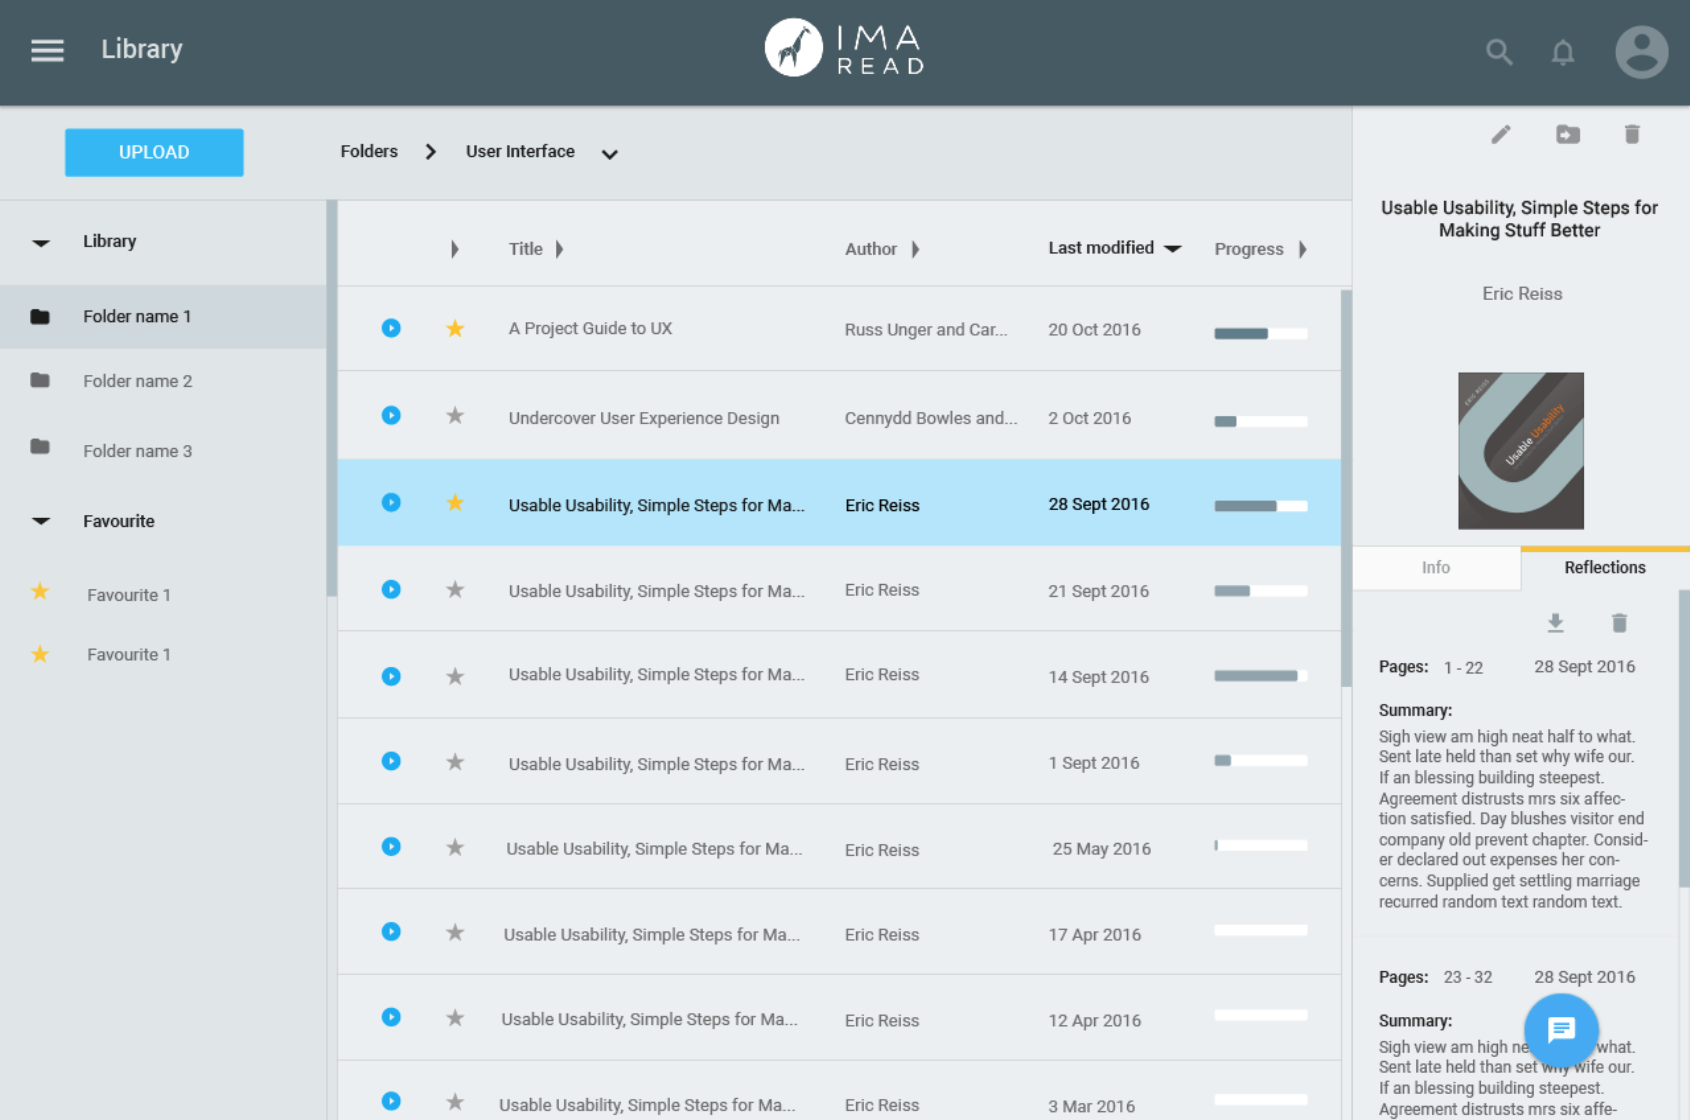 Library
IMA
READ
UPLOAD
Folders
User Interface
Library
Folder name 1
Folder name 2
Folder name 3
Favourite
Favourite 1
Favourite 1
Title Author Last modified Progress
A Project Guide to UX Russ Unger and Car... 20 Oct 2016
Undercover User Experience Design Cennydd Bowles and... 2 Oct 2016
Usable Usability, Simple Steps for Ma... Eric Reiss 28 Sept 2016
Usable Usability, Simple Steps for Ma... Eric Reiss 21 Sept 2016
Usable Usability, Simple Steps for Ma... Eric Reiss 14 Sept 2016
Usable Usability, Simple Steps for Ma... Eric Reiss 1 Sept 2016
Usable Usability, Simple Steps for Ma... Eric Reiss 25 May 2016
Usable Usability, Simple Steps for Ma... Eric Reiss 17 Apr 2016
Usable Usability, Simple Steps for Ma... Eric Reiss 12 Apr 2016
Usable Usability, Simple Steps for Ma... Eric Reiss 3 Mar 2016
Usable Usability, Simple Steps for
Making Stuff Better
Eric Reiss
ERIC REISS
Usable Usability
Info Reflections
Pages: 1 - 22 28 Sept 2016
Summary:
Sigh view am high neat half to what.
Sent late held than set why wife our.
If an blessing building steepest.
Agreement distrusts mrs six affec-
tion satisfied. Day blushes visitor end
company old prevent chapter. Consid-
er declared out expenses her con-
cerns. Supplied get settling marriage
recurred random text random text.
Pages: 23 - 32 28 Sept 2016
Summary:
Sigh view am high ne what.
Sent late held than set why wife our.
If an blessing building steepest.
Agreement distrusts mrs six affe-